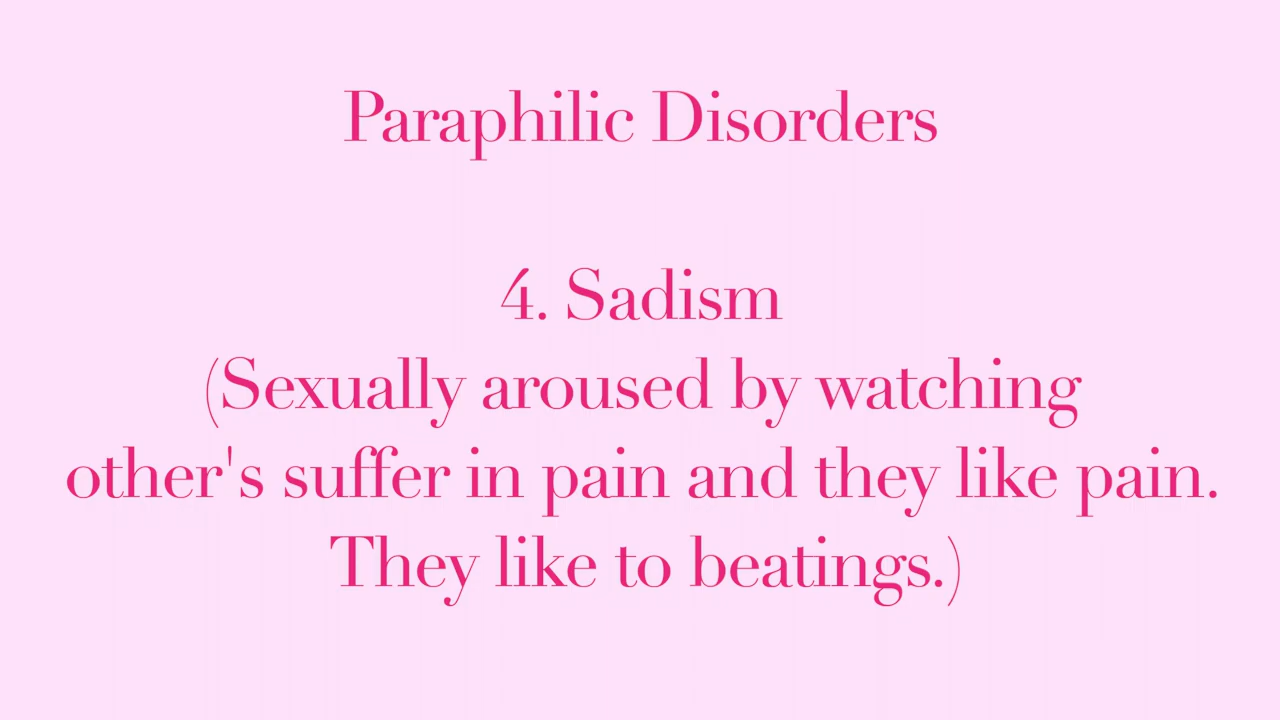 Paraphilic Disorders
4. Sadism
(Sexually aroused by watching
other's suffer in pain and they like pain.
They like to beatings.)